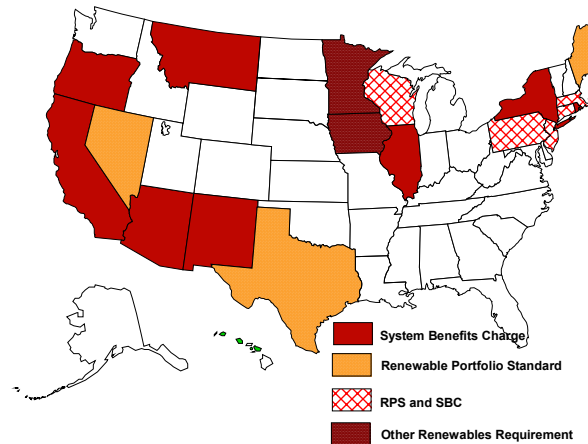 System Benefits Charge
Renewable Portfolio Standard
RPS and SBC
Other Renewables Requirement